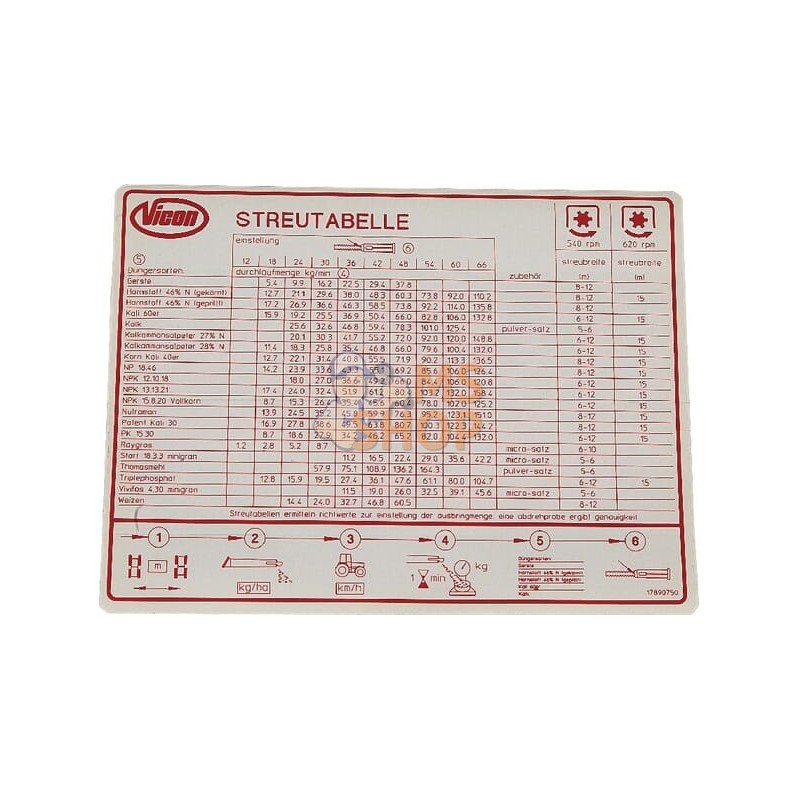 Vicon
STREUTABELLE
540 rpm 620 rpm
einstellung 6
5 12 18 24 30 36 42 48 54 60 66 zubehör streubreite (m) streubreite (m)
Düngersorten: durchlaufmenge: kg/min (4)
Gerste 5.4 9.9 16.2 22.5 29.4 37.8 8-12
Harnstoff 46% N (gekörnt) 12.7 21.1 29.6 38.0 48.3 60.3 73.8 92.0 110.2 8-12 15
Harnstoff 46% N (geprillt) 17.2 26.9 36.6 46.3 58.5 73.8 92.2 114.0 135.8 8-12
Kali 60er 15.9 19.2 25.5 36.9 50.4 66.0 82.8 106.0 132.8 6-12 15
Kalk 25.6 32.6 46.8 59.4 78.3 101.0 125.4 pulver-satz 5-6
Kalkammonsalpeter 27% N 20.1 30.3 41.7 55.2 72.0 92.0 120.0 148.8 6-12 15
Kalkammonsalpeter 28% N 11.4 18.3 25.8 35.4 46.8 60.0 79.6 100.4 132.0 6-12 15
Korn Kali 40er 12.7 22.1 31.4 40.8 55.5 71.9 90.2 113.3 136.5 6-12 15
NP 18.46 14.2 23.9 33.6 69.2 85.6 106.0 126.4 6-12 15
NPK 12.10.18 18.0 27.0 36.6 49.2 66.0 84.0 106.0 120.8 6-12 15
NPK 13.13.21 17.4 24.0 32.4 51.9 61.2 6-12 15
NPK 15.8.20 Vollkorn 8.7 15.3 26.4 35.4 45.6 60.4 78.0 102.0 125.2 6-12 15
Nutramon 13.9 24.5 35.2 45.8 59.4 76.3 95.2 123.1 151.0 8-12 15
Patent Kali 30 16.9 27.8 38.6 49.5 122.3 144.2 6-12 15
PK 15.30 8.7 18.6 27.9 34.2 46.2 65.2 82.0 104.4 132.0 6-12 15
Raygras 1.2 2.8 5.2 8.7 micro-satz 6-10
Start 18.3.3 minigran 11.2 16.5 22.4 29.0 35.6 42.2 micro-satz 5-6
Thomasmehl 57.9 75.1 108.9 136.2 164.3 pulver-satz 5-6
Triplephosphat 12.8 15.9 19.5 27.4 36.1 47.6 61.1 80.0 104.7 6-12 15
Vivifos 4.30 minigran 11.5 19.0 26.0 32.5 39.1 45.6 micro-satz 5-6
Weizen 14.4 24.0 37.2 46.8 60.5 8-12
Streutabellen ermitteln richtwerte zur einstellung der ausbringmenge, eine abdrehprobe ergibt genauigkeit
1 2 3 4 5 6
m kg/ha km/h 1 min kg
Düngersorten:
Gerste
Harnstoff 46% N (gekörnt)
Harnstoff 46% N (geprillt)
Kali 60er
Kalk
17890750